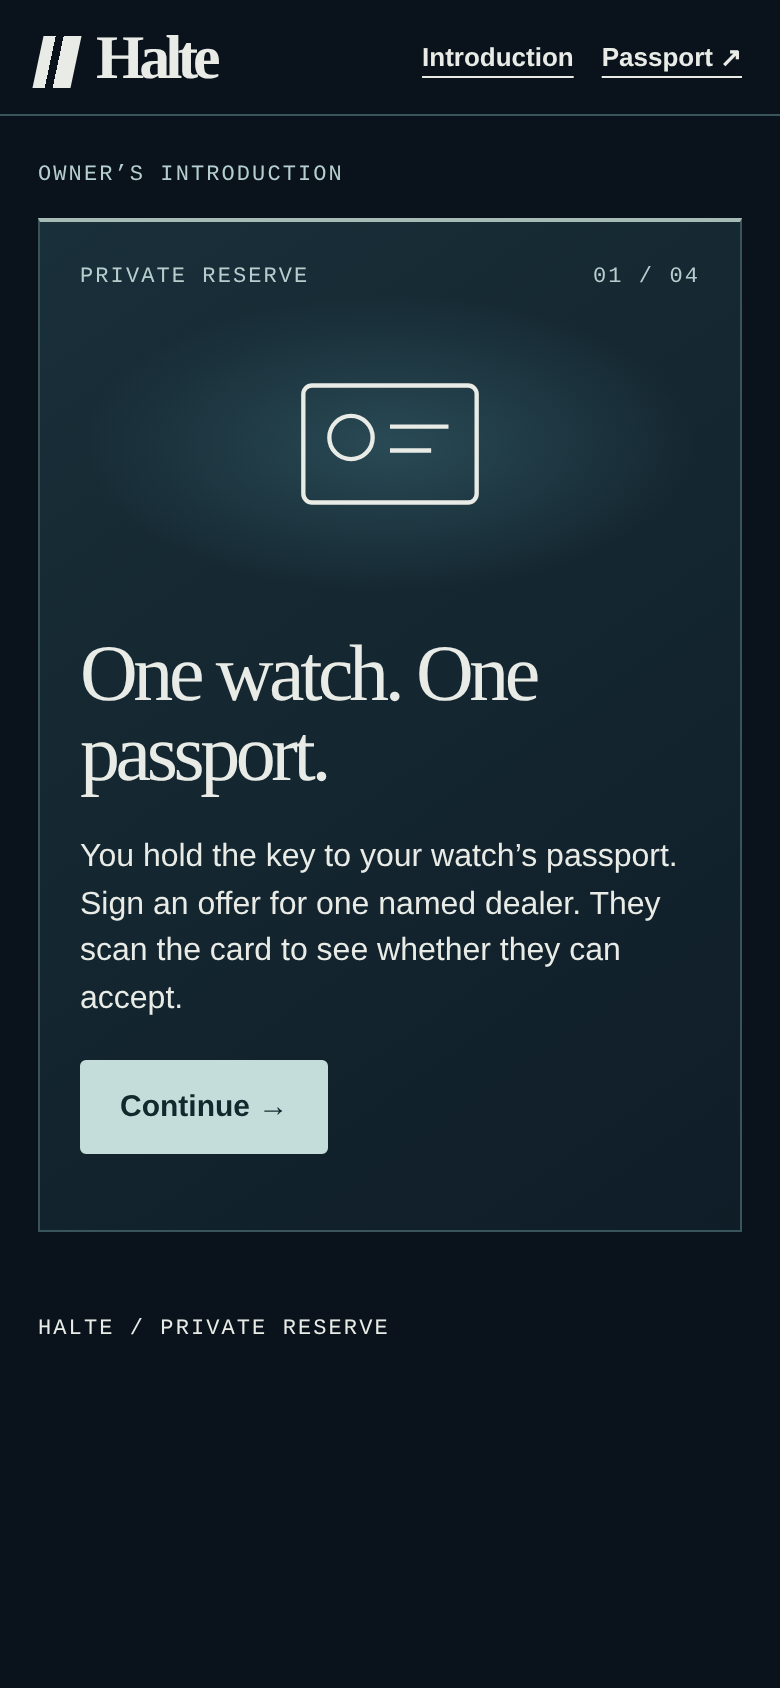 Halte
Introduction
Passport ↗
OWNER’S INTRODUCTION
PRIVATE RESERVE
01 / 04
One watch. One
passport.
You hold the key to your watch’s passport.
Sign an offer for one named dealer. They
scan the card to see whether they can
accept.
Continue →
HALTE / PRIVATE RESERVE